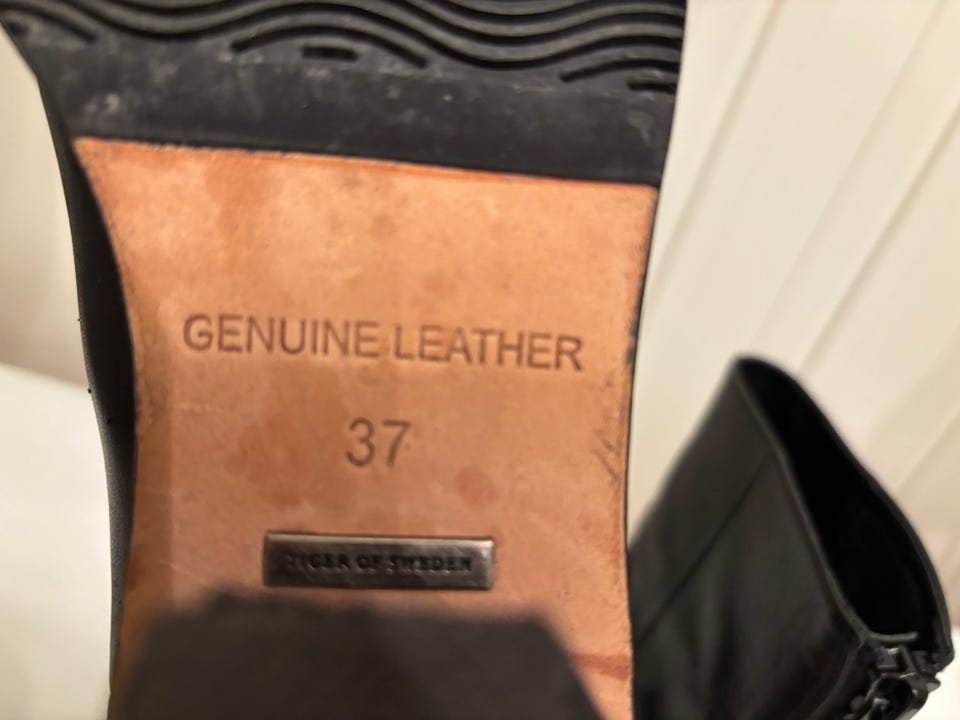 GENUINE LEATHER
37
TIGER OF SWEDEN